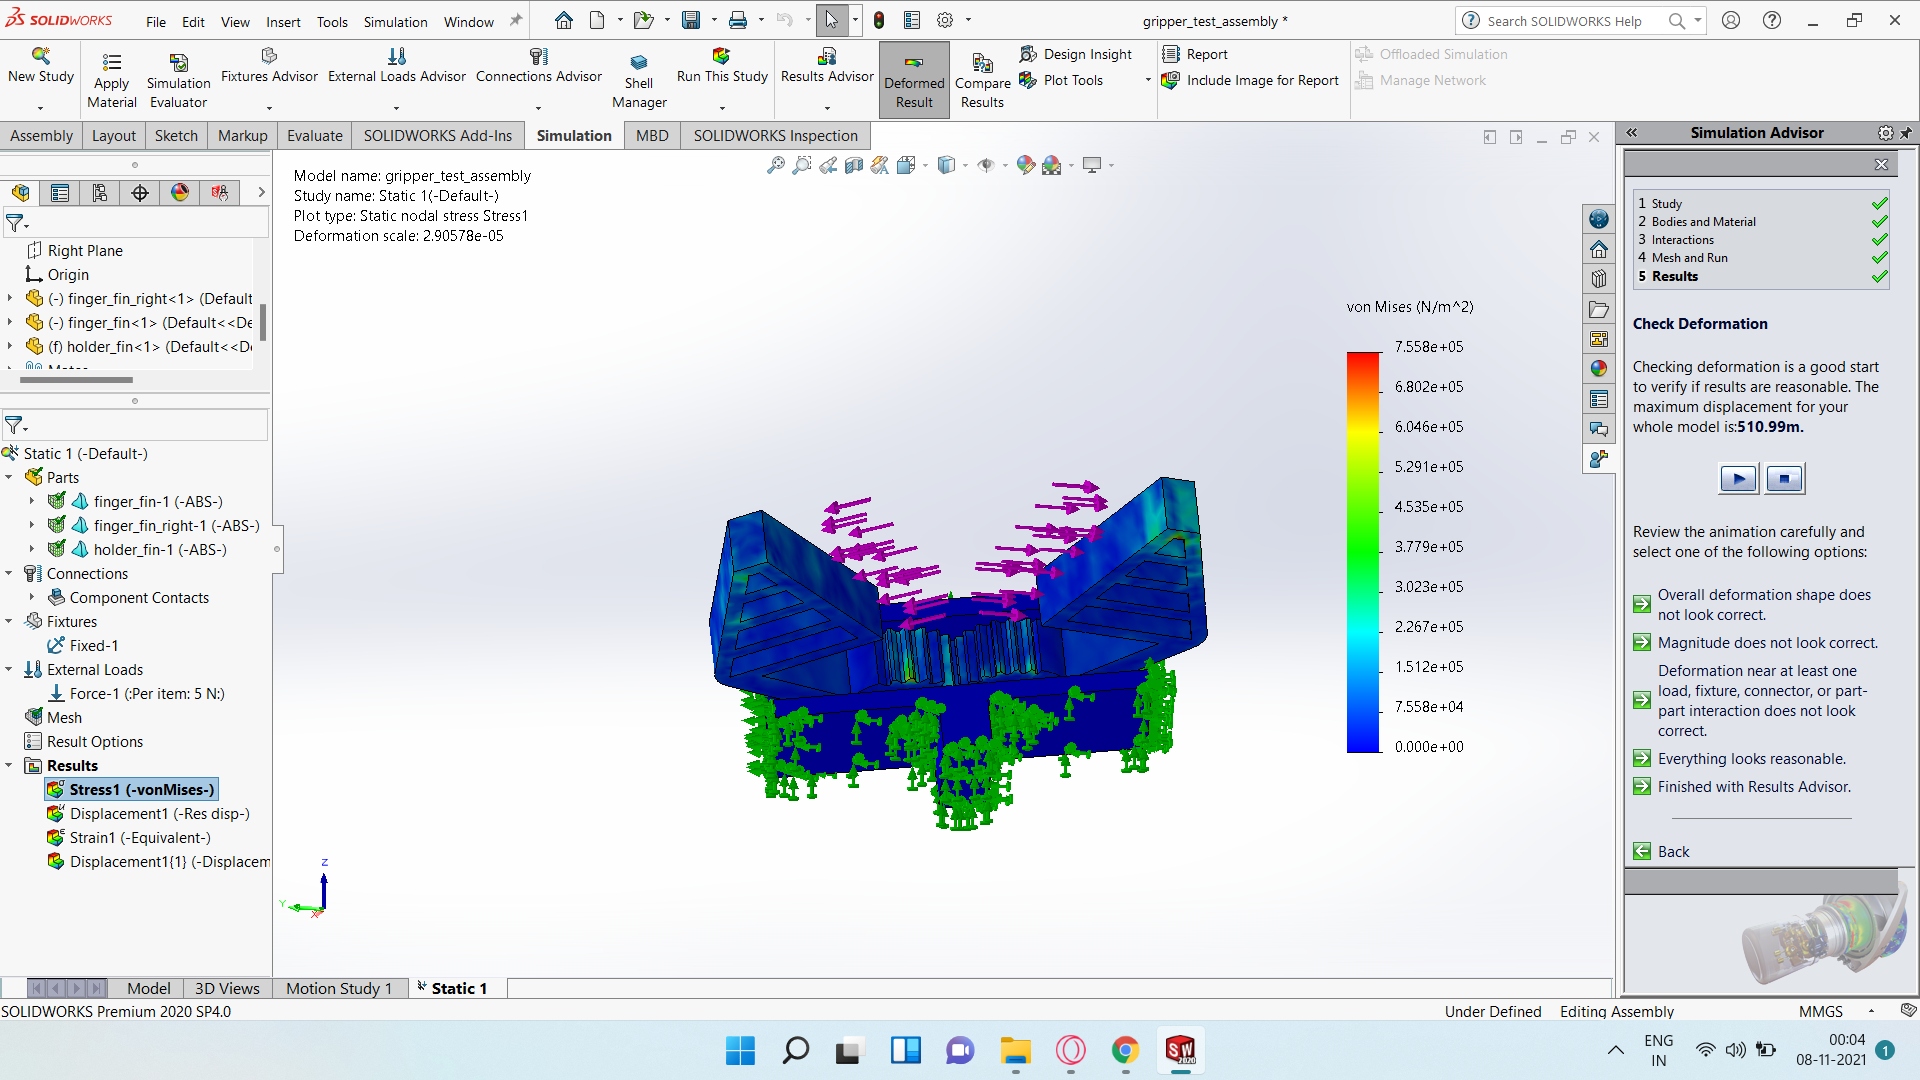 SOLIDWORKS
File Edit View Insert Tools Simulation Window
gripper_test_assembly *
Search SOLIDWORKS Help
New Study
Apply Material
Simulation Evaluator
Fixtures Advisor
External Loads Advisor
Connections Advisor
Shell Manager
Run This Study
Results Advisor
Deformed Result
Compare Results
Design Insight
Plot Tools
Report
Include Image for Report
Offloaded Simulation
Manage Network
Assembly Layout Sketch Markup Evaluate SOLIDWORKS Add-Ins Simulation MBD SOLIDWORKS Inspection
Right Plane
Origin
(-) finger_fin_right<1> (Default
(-) finger_fin<1> (Default<<De
(f) holder_fin<1> (Default<<D
Static 1 (-Default-)
Parts
finger_fin-1 (-ABS-)
finger_fin_right-1 (-ABS-)
holder_fin-1 (-ABS-)
Connections
Component Contacts
Fixtures
Fixed-1
External Loads
Force-1 (:Per item: 5 N:)
Mesh
Result Options
Results
Stress1 (-vonMises-)
Displacement1 (-Res disp-)
Strain1 (-Equivalent-)
Displacement1{1} (-Displacem
Model name: gripper_test_assembly
Study name: Static 1(-Default-)
Plot type: Static nodal stress Stress1
Deformation scale: 2.90578e-05
von Mises (N/m^2)
7.558e+05
6.802e+05
6.046e+05
5.291e+05
4.535e+05
3.779e+05
3.023e+05
2.267e+05
1.512e+05
7.558e+04
0.000e+00
Z
Y
X
Simulation Advisor
1 Study
2 Bodies and Material
3 Interactions
4 Mesh and Run
5 Results
Check Deformation
Checking deformation is a good start
to verify if results are reasonable. The
maximum displacement for your
whole model is:510.99m.
Review the animation carefully and
select one of the following options:
Overall deformation shape does
not look correct.
Magnitude does not look correct.
Deformation near at least one
load, fixture, connector, or part-
part interaction does not look
correct.
Everything looks reasonable.
Finished with Results Advisor.
Back
Model 3D Views Motion Study 1 Static 1
SOLIDWORKS Premium 2020 SP4.0
Under Defined Editing Assembly MMGS
SW
2020
ENG
IN
00:04
08-11-2021
1